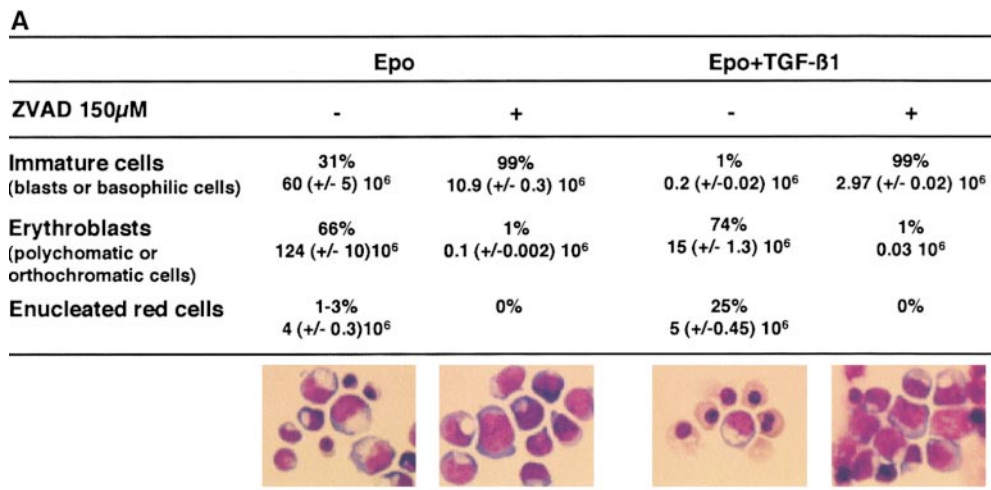 A
Epo Epo+TGF-ß1
ZVAD 150µM - + - +
Immature cells 31% 99% 1% 99%
(blasts or basophilic cells) 60 (+/- 5) 10⁶ 10.9 (+/- 0.3) 10⁶ 0.2 (+/-0.02) 10⁶ 2.97 (+/- 0.02) 10⁶
Erythroblasts 66% 1% 74% 1%
(polychomatic or 124 (+/- 10)10⁶ 0.1 (+/-0.002) 10⁶ 15 (+/- 1.3) 10⁶ 0.03 10⁶
orthochromatic cells)
Enucleated red cells 1-3% 0% 25% 0%
4 (+/- 0.3)10⁶ 5 (+/-0.45) 10⁶